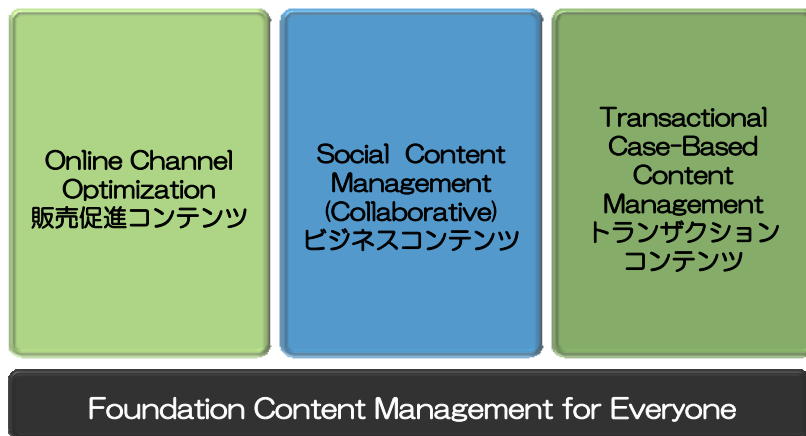 Online Channel
Optimization
販売促進コンテンツ
Social Content
Management
(Collaborative)
ビジネスコンテンツ
Transactional
Case-Based
Content
Management
トランザクション
コンテンツ
Foundation Content Management for Everyone